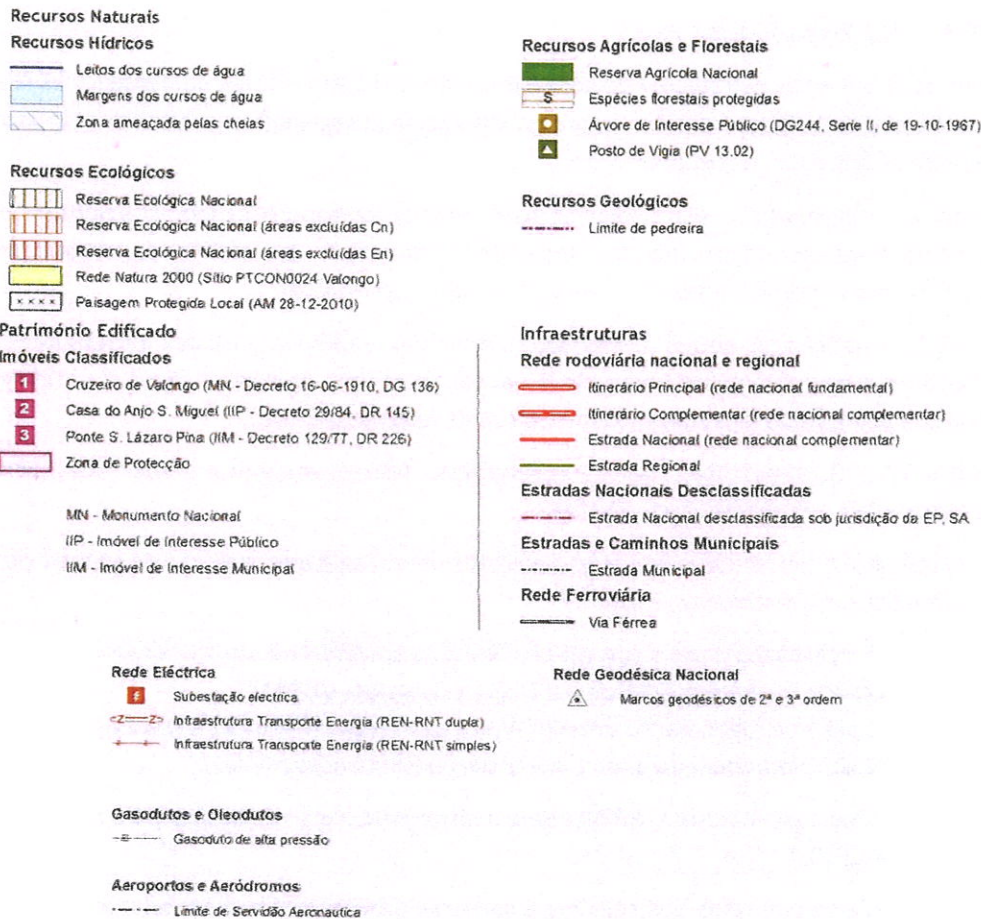 Recursos Naturais
Recursos Hídricos
Leitos dos cursos de água
Margens dos cursos de água
Zona ameaçada pelas cheias
Recursos Ecológicos
Reserva Ecológica Nacional
Reserva Ecológica Nacional (áreas excluídas Cn)
Reserva Ecológica Nacional (áreas excluídas En)
Rede Natura 2000 (Sítio PTCON0024 Valongo)
Paisagem Protegida Local (AM 28-12-2010)
Recursos Agrícolas e Florestais
Reserva Agrícola Nacional
S Espécies florestais protegidas
Árvore de Interesse Público (DG244, Serie II, de 19-10-1967)
Posto de Vigia (PV 13.02)
Recursos Geológicos
Limite de pedreira
Património Edificado
Imóveis Classificados
1 Cruzeiro de Valongo (MN - Decreto 16-06-1910, DG 136)
2 Casa do Anjo S. Miguel (IIP - Decreto 29/84, DR 145)
3 Ponte S. Lázaro Pina (IIM - Decreto 129/77, DR 226)
Zona de Protecção
MN - Monumento Nacional
IIP - Imóvel de Interesse Público
IIM - Imóvel de Interesse Municipal
Infraestruturas
Rede rodoviária nacional e regional
Itinerário Principal (rede nacional fundamental)
Itinerário Complementar (rede nacional complementar)
Estrada Nacional (rede nacional complementar)
Estrada Regional
Estradas Nacionais Desclassificadas
Estrada Nacional desclassificada sob jurisdição da EP, SA
Estradas e Caminhos Municipais
Estrada Municipal
Rede Ferroviária
Via Férrea
Rede Eléctrica
Subestação eléctrica
Z Z Infraestrutura Transporte Energia (REN-RNT dupla)
Infraestrutura Transporte Energia (REN-RNT simples)
Rede Geodésica Nacional
Marcos geodésicos de 2ª e 3ª ordem
Gasodutos e Oleodutos
Gasoduto de alta pressão
Aeroportos e Aeródromos
Limite de Servidão Aeronautica